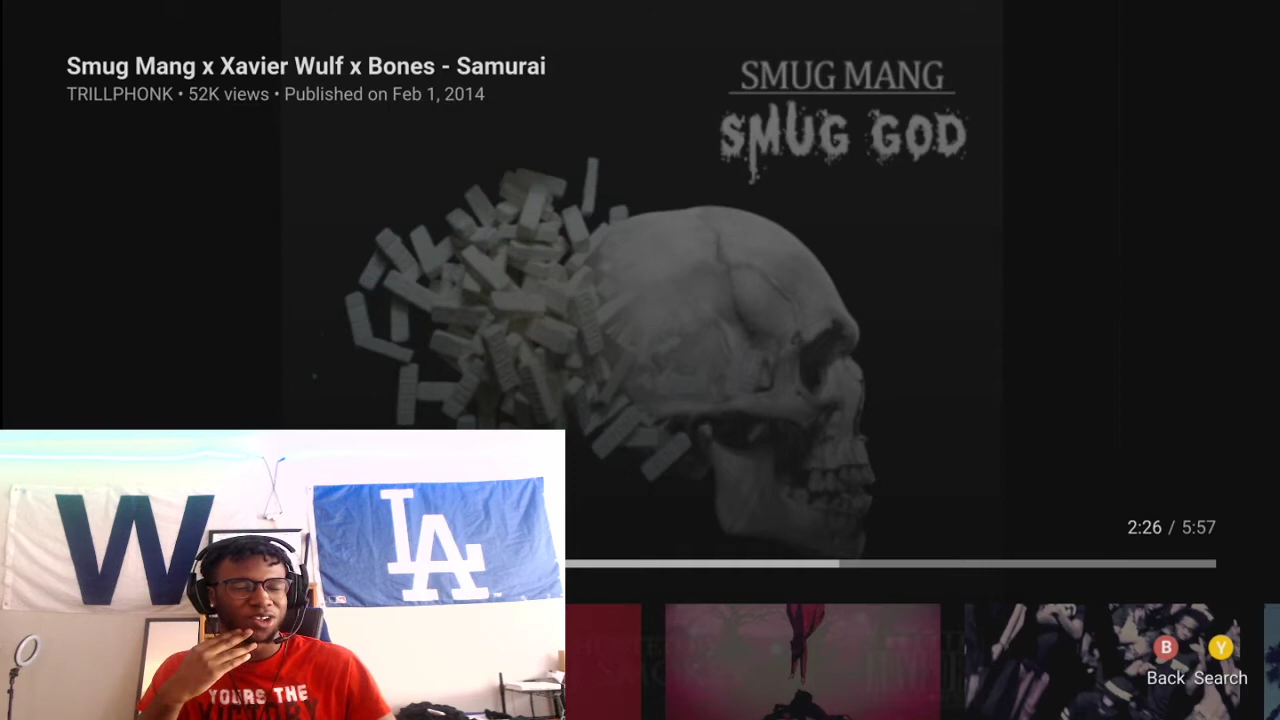 Smug Mang x Xavier Wulf x Bones - Samurai
TRILLPHONK • 52K views • Published on Feb 1, 2014
SMUG MANG
SMUG GOD
2:26 / 5:57
W
LA
YOURS THE
VICTORY
B
Y
Back
Search